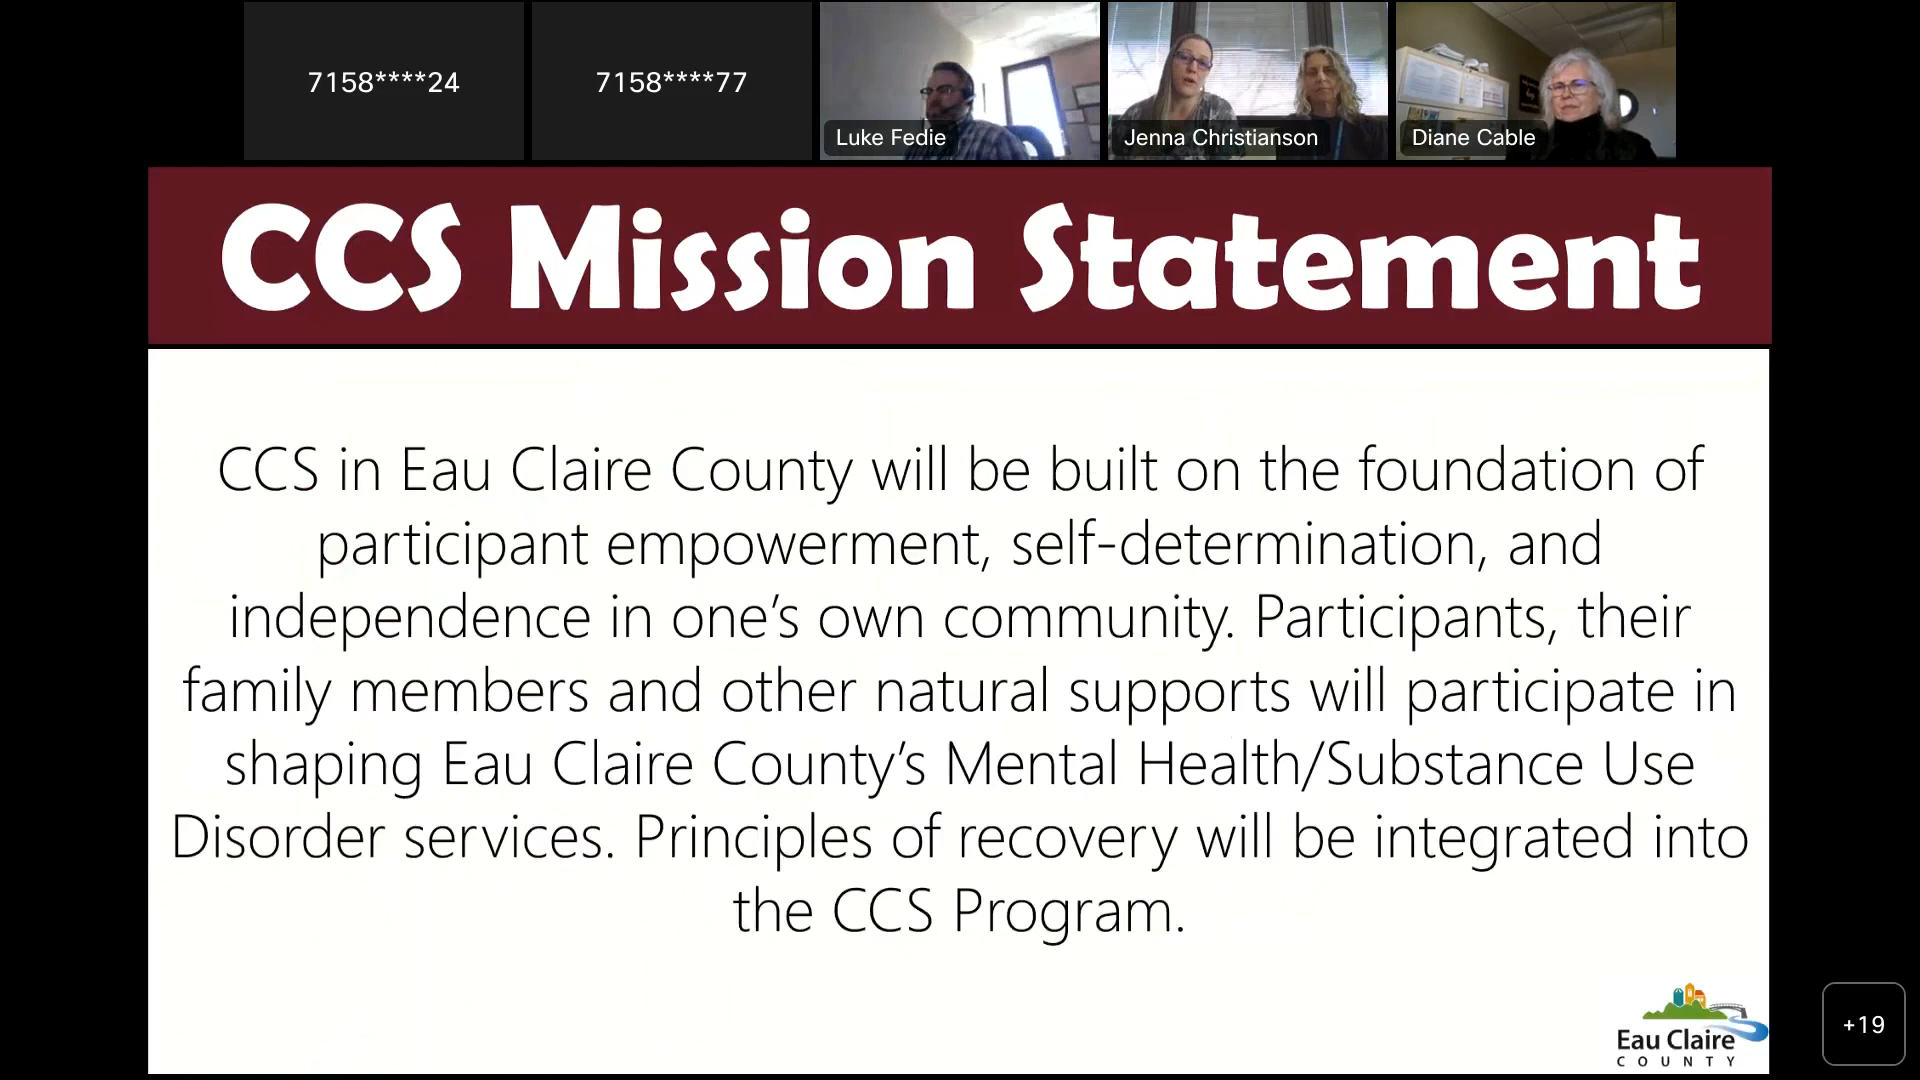 7158****24
7158****77
Luke Fedie
Jenna Christianson
Diane Cable
CCS Mission Statement
CCS in Eau Claire County will be built on the foundation of
participant empowerment, self-determination, and
independence in one’s own community. Participants, their
family members and other natural supports will participate in
shaping Eau Claire County’s Mental Health/Substance Use
Disorder services. Principles of recovery will be integrated into
the CCS Program.
Eau Claire
COUNTY
+19